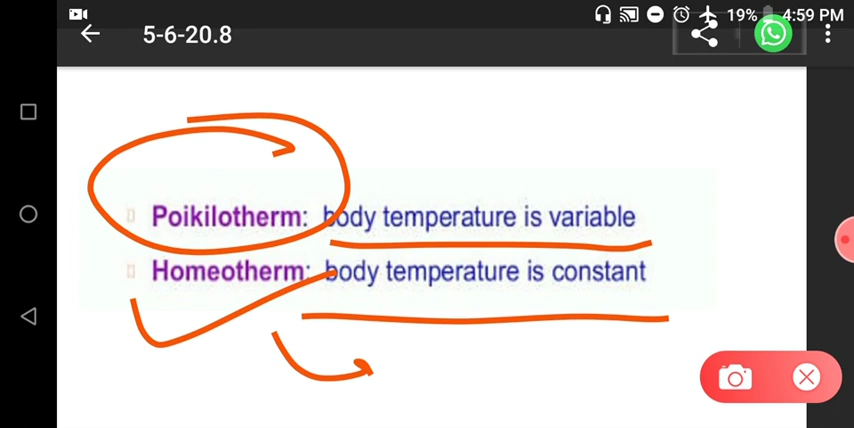 19% 4:59 PM
5-6-20.8
Poikilotherm: body temperature is variable
Homeotherm: body temperature is constant